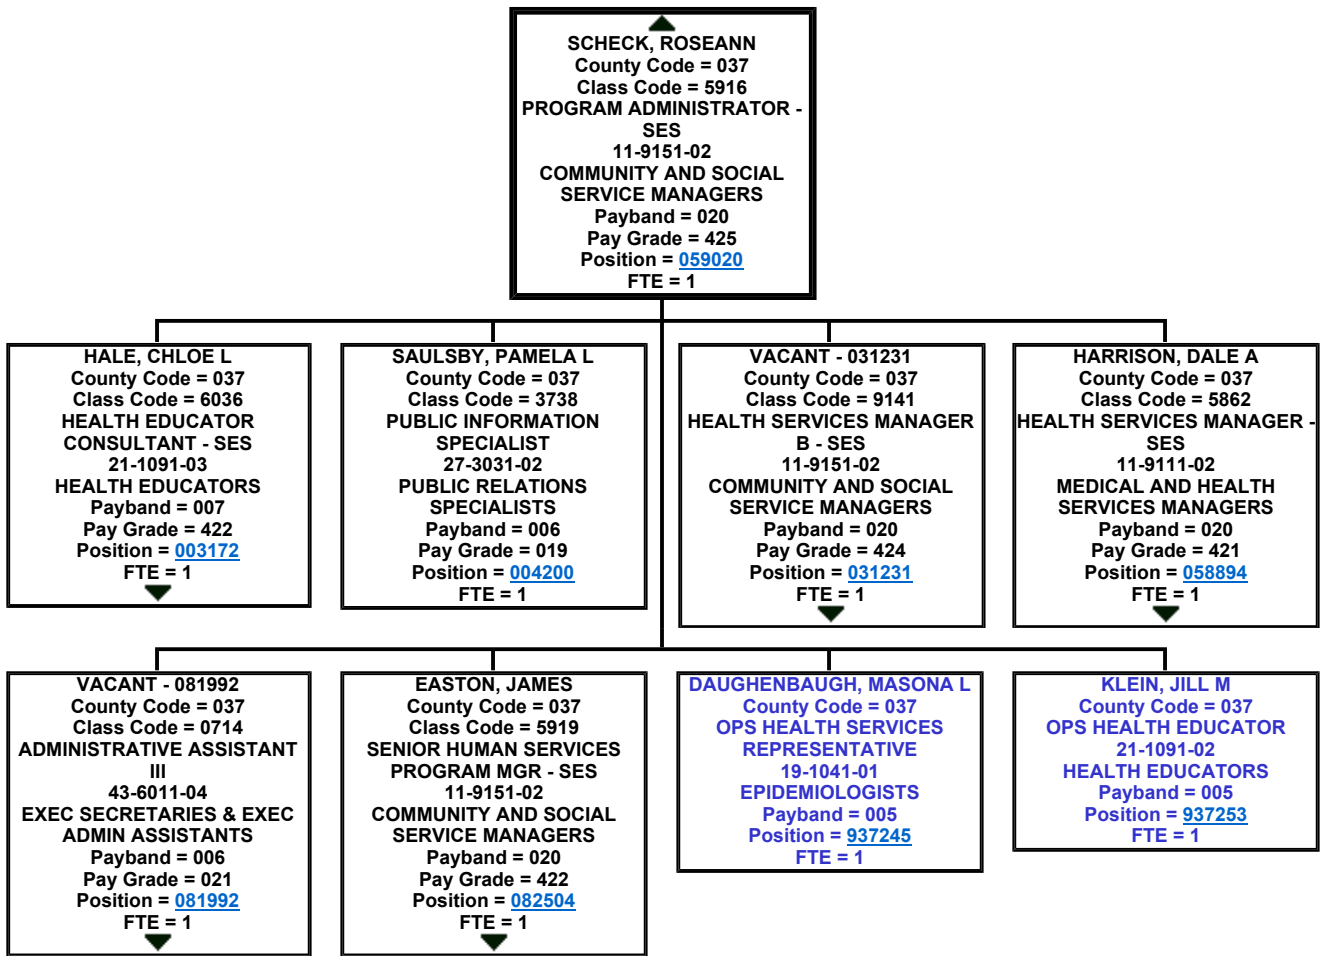 SCHECK, ROSEANN
County Code = 037
Class Code = 5916
PROGRAM ADMINISTRATOR -
SES
11-9151-02
COMMUNITY AND SOCIAL
SERVICE MANAGERS
Payband = 020
Pay Grade = 425
Position = 059020
FTE = 1
HALE, CHLOE L
County Code = 037
Class Code = 6036
HEALTH EDUCATOR
CONSULTANT - SES
21-1091-03
HEALTH EDUCATORS
Payband = 007
Pay Grade = 422
Position = 003172
FTE = 1
SAULSBY, PAMELA L
County Code = 037
Class Code = 3738
PUBLIC INFORMATION
SPECIALIST
27-3031-02
PUBLIC RELATIONS
SPECIALISTS
Payband = 006
Pay Grade = 019
Position = 004200
FTE = 1
VACANT - 031231
County Code = 037
Class Code = 9141
HEALTH SERVICES MANAGER
B - SES
11-9151-02
COMMUNITY AND SOCIAL
SERVICE MANAGERS
Payband = 020
Pay Grade = 424
Position = 031231
FTE = 1
HARRISON, DALE A
County Code = 037
Class Code = 5862
HEALTH SERVICES MANAGER -
SES
11-9111-02
MEDICAL AND HEALTH
SERVICES MANAGERS
Payband = 020
Pay Grade = 421
Position = 058894
FTE = 1
VACANT - 081992
County Code = 037
Class Code = 0714
ADMINISTRATIVE ASSISTANT
III
43-6011-04
EXEC SECRETARIES & EXEC
ADMIN ASSISTANTS
Payband = 006
Pay Grade = 021
Position = 081992
FTE = 1
EASTON, JAMES
County Code = 037
Class Code = 5919
SENIOR HUMAN SERVICES
PROGRAM MGR - SES
11-9151-02
COMMUNITY AND SOCIAL
SERVICE MANAGERS
Payband = 020
Pay Grade = 422
Position = 082504
FTE = 1
DAUGHENBAUGH, MASONA L
County Code = 037
OPS HEALTH SERVICES
REPRESENTATIVE
19-1041-01
EPIDEMIOLOGISTS
Payband = 005
Position = 937245
FTE = 1
KLEIN, JILL M
County Code = 037
OPS HEALTH EDUCATOR
21-1091-02
HEALTH EDUCATORS
Payband = 005
Position = 937253
FTE = 1